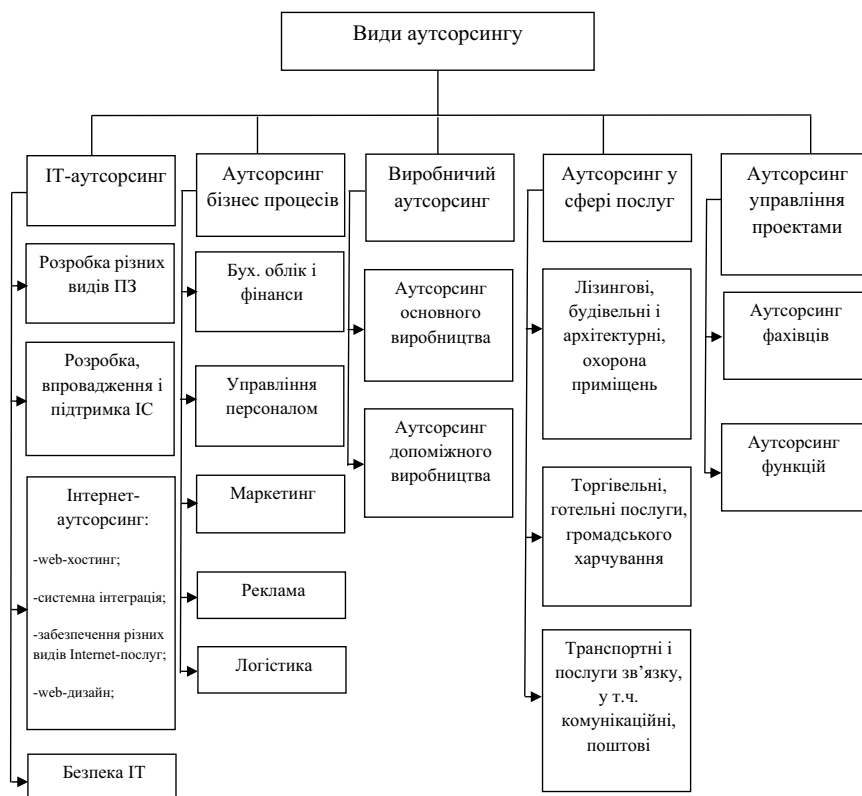 Види аутсорсингу
ІТ-аутсорсинг
Розробка різних
видів ПЗ
Розробка,
впровадження і
підтримка ІС
Інтернет-
аутсорсинг:
-web-хостинг;
-системна інтеграція;
-забезпечення різних
видів Internet-послуг;
-web-дизайн;
Безпека ІТ
Аутсорсинг
бізнес процесів
Бух. облік і
фінанси
Управління
персоналом
Маркетинг
Реклама
Логістика
Виробничий
аутсорсинг
Аутсорсинг
основного
виробництва
Аутсорсинг
допоміжного
виробництва
Аутсорсинг у
сфері послуг
Лізингові,
будівельні і
архітектурні,
охорона
приміщень
Торгівельні,
готельні послуги,
громадського
харчування
Транспортні і
послуги зв’язку,
у т.ч.
комунікаційні,
поштові
Аутсорсинг
управління
проектами
Аутсорсинг
фахівців
Аутсорсинг
функцій